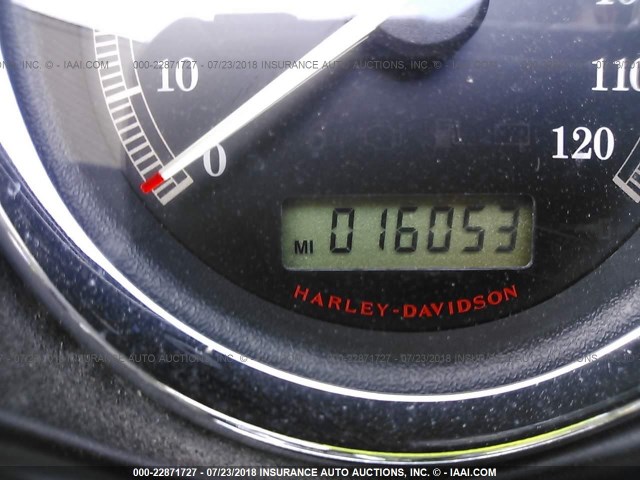 10
0
110
120
MI 016053
HARLEY-DAVIDSON
000-22871727 - 07/23/2018 INSURANCE AUTO AUCTIONS, INC. © - IAAI.COM